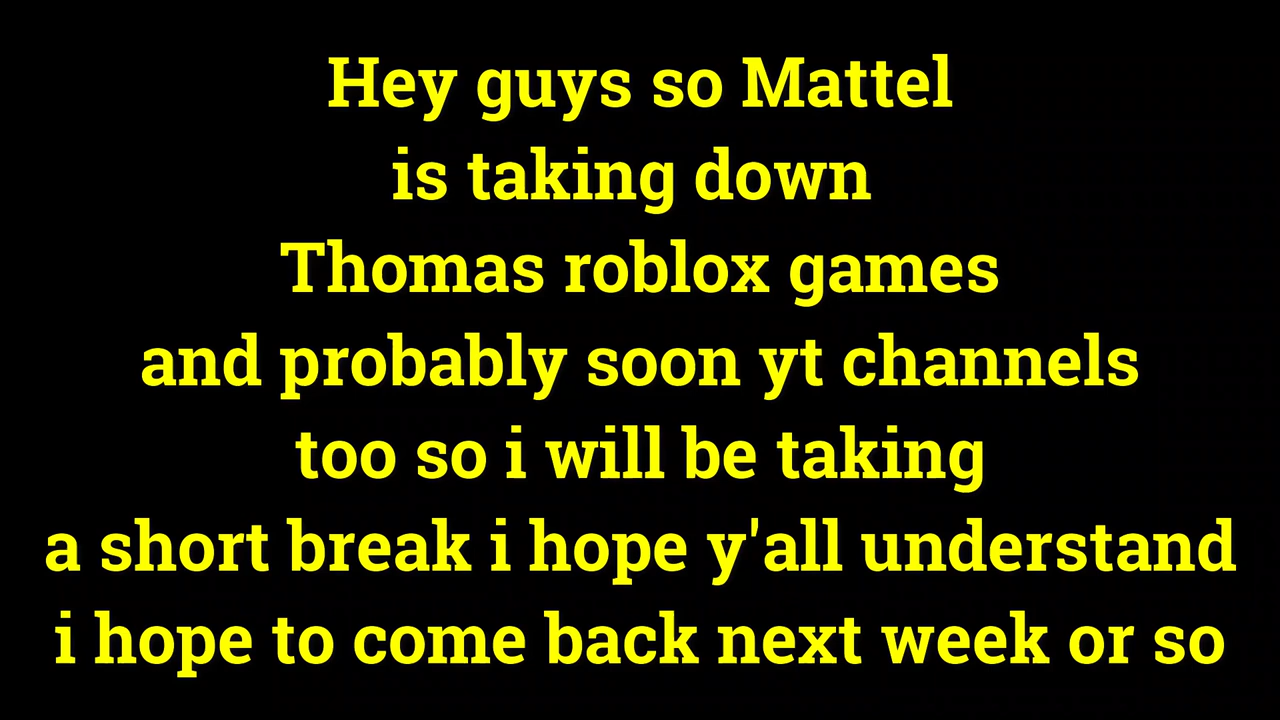 Hey guys so Mattel
is taking down
Thomas roblox games
and probably soon yt channels
too so i will be taking
a short break i hope y'all understand
i hope to come back next week or so